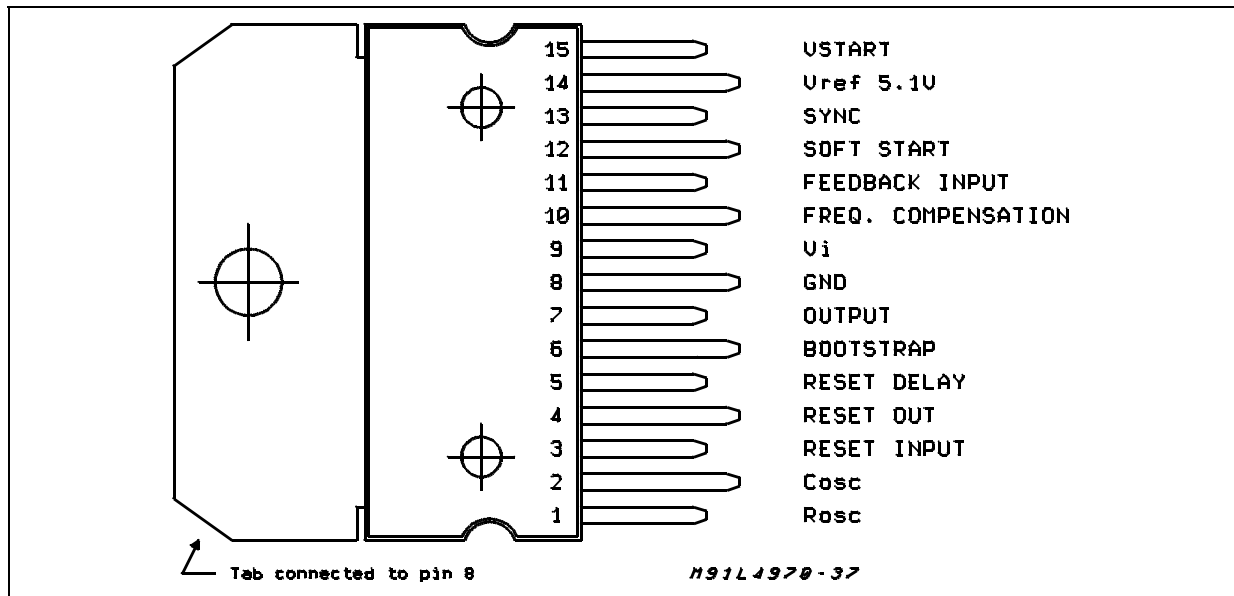 15 VSTART
14 Vref 5.1V
13 SYNC
12 SOFT START
11 FEEDBACK INPUT
10 FREQ. COMPENSATION
9 Vi
8 GND
7 OUTPUT
6 BOOTSTRAP
5 RESET DELAY
4 RESET OUT
3 RESET INPUT
2 Cosc
1 Rosc
Tab connected to pin 8
M91L4970-37